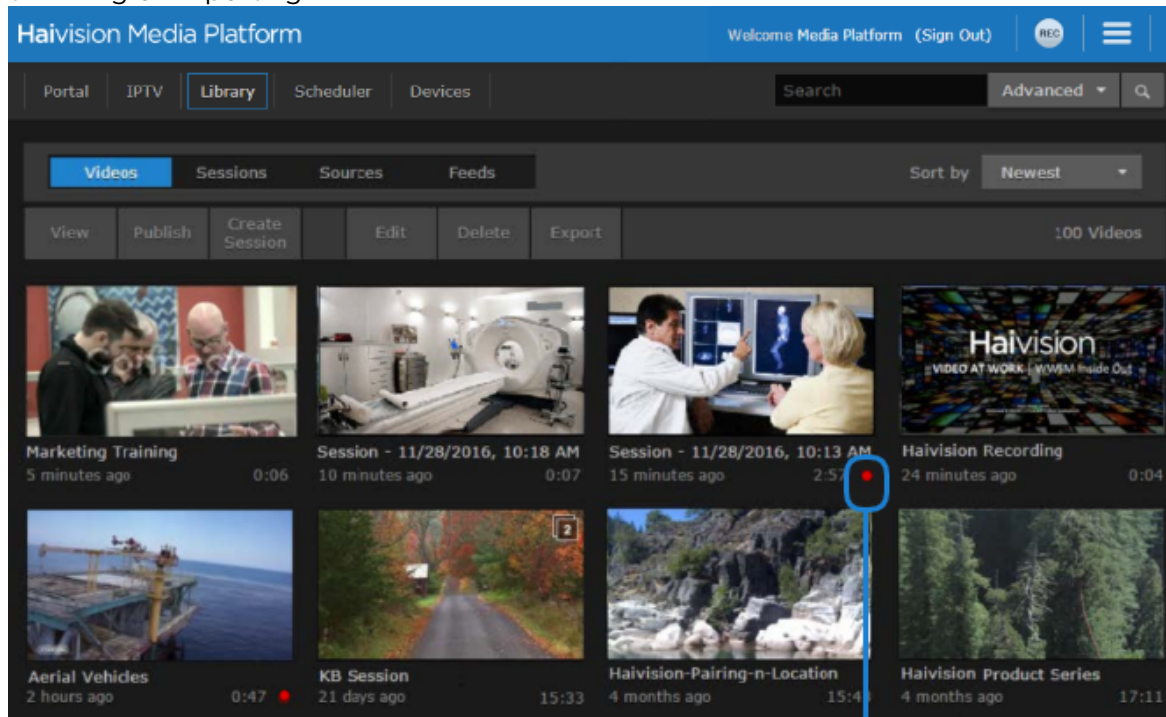 Haivision Media Platform
Welcome Media Platform (Sign Out)
REC
Portal IPTV Library Scheduler Devices
Search Advanced
Videos Sessions Sources Feeds
Sort by Newest
View Publish Create Session Edit Delete Export
100 Videos
Haivision
VIDEO AT WORK | WWSM Inside Out
Marketing Training
5 minutes ago 0:06
Session - 11/28/2016, 10:18 AM
10 minutes ago 0:07
Session - 11/28/2016, 10:13 AM
15 minutes ago 2:57
Haivision Recording
24 minutes ago 0:04
2
Aerial Vehicles
2 hours ago 0:47
KB Session
21 days ago 15:33
Haivision-Pairing-n-Location
4 months ago
Haivision Product Series
4 months ago 17:11